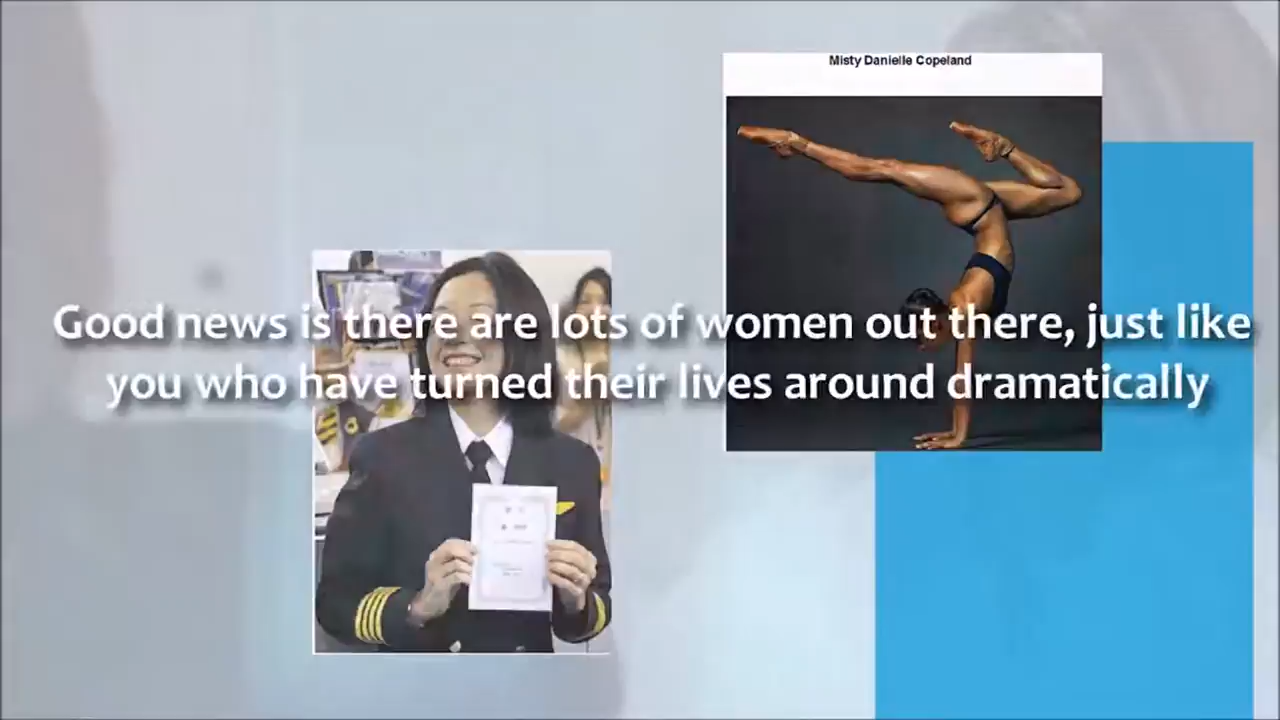 Misty Danielle Copeland
Good news is there are lots of women out there, just like
you who have turned their lives around dramatically